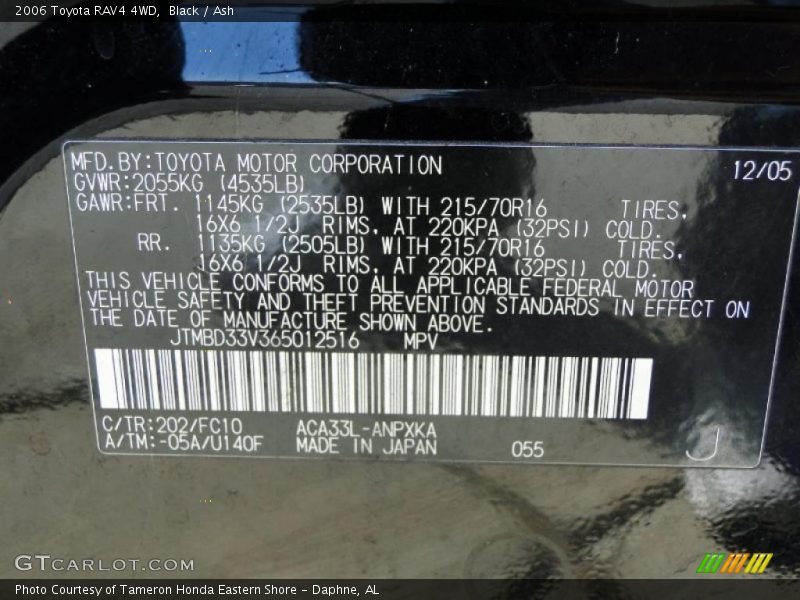 2006 Toyota RAV4 4WD, Black / Ash
MFD.BY:TOYOTA MOTOR CORPORATION 12/05
GVWR:2055KG (4535LB)
GAWR:FRT. 1145KG (2535LB) WITH 215/70R16 TIRES,
16X6 1/2J RIMS, AT 220KPA (32PSI) COLD.
RR. 1135KG (2505LB) WITH 215/70R16 TIRES,
16X6 1/2J RIMS, AT 220KPA (32PSI) COLD.
THIS VEHICLE CONFORMS TO ALL APPLICABLE FEDERAL MOTOR
VEHICLE SAFETY AND THEFT PREVENTION STANDARDS IN EFFECT ON
THE DATE OF MANUFACTURE SHOWN ABOVE.
JTMBD33V365012516 MPV
C/TR:202/FC10 ACA33L-ANPXKA
A/TM:-05A/U140F MADE IN JAPAN 055 J
GTCARLOT.COM
Photo Courtesy of Tameron Honda Eastern Shore - Daphne, AL